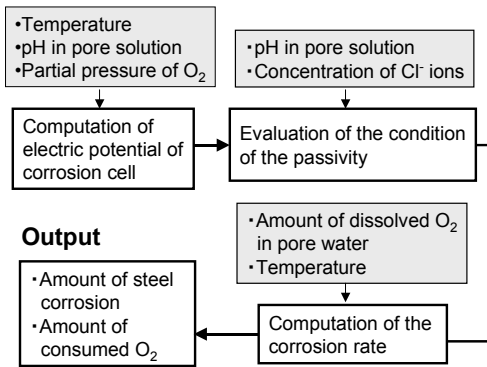 •Temperature
•pH in pore solution
•Partial pressure of O₂
・pH in pore solution
・Concentration of Cl⁻ ions
Computation of
electric potential of
corrosion cell
Evaluation of the condition
of the passivity
Output
・Amount of dissolved O₂
in pore water
・Temperature
・Amount of steel
corrosion
・Amount of
consumed O₂
Computation of the
corrosion rate